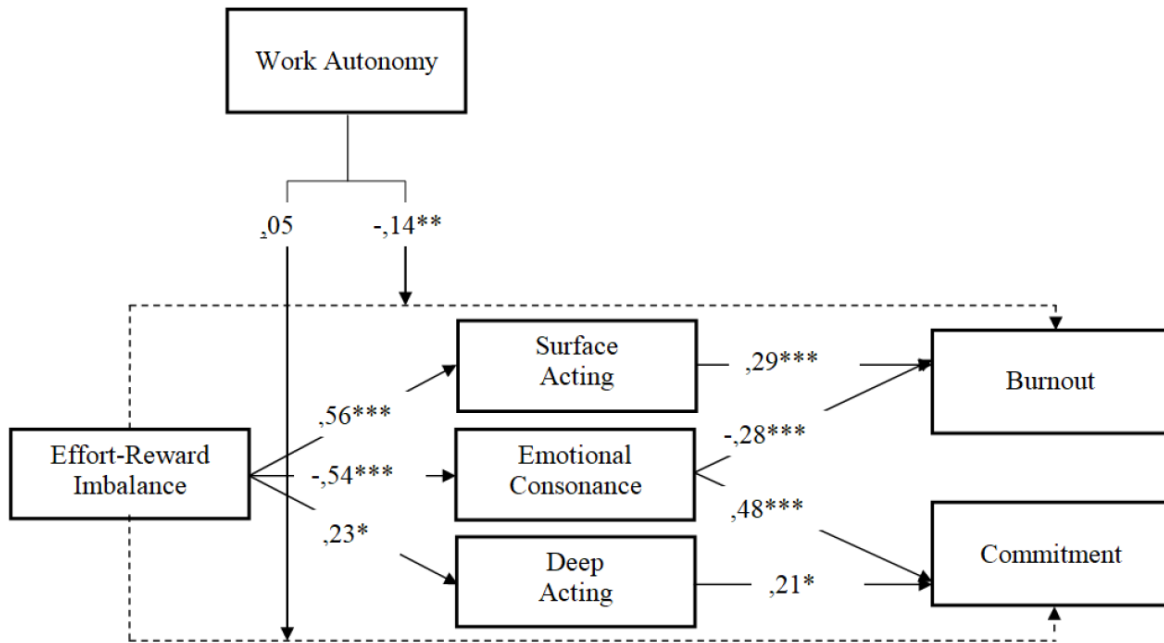 Work Autonomy
,05
-,14**
Surface
Acting
,29***
Burnout
,56***
-,28***
Effort-Reward
Imbalance
-,54***
Emotional
Consonance
,48***
,23*
Deep
Acting
,21*
Commitment